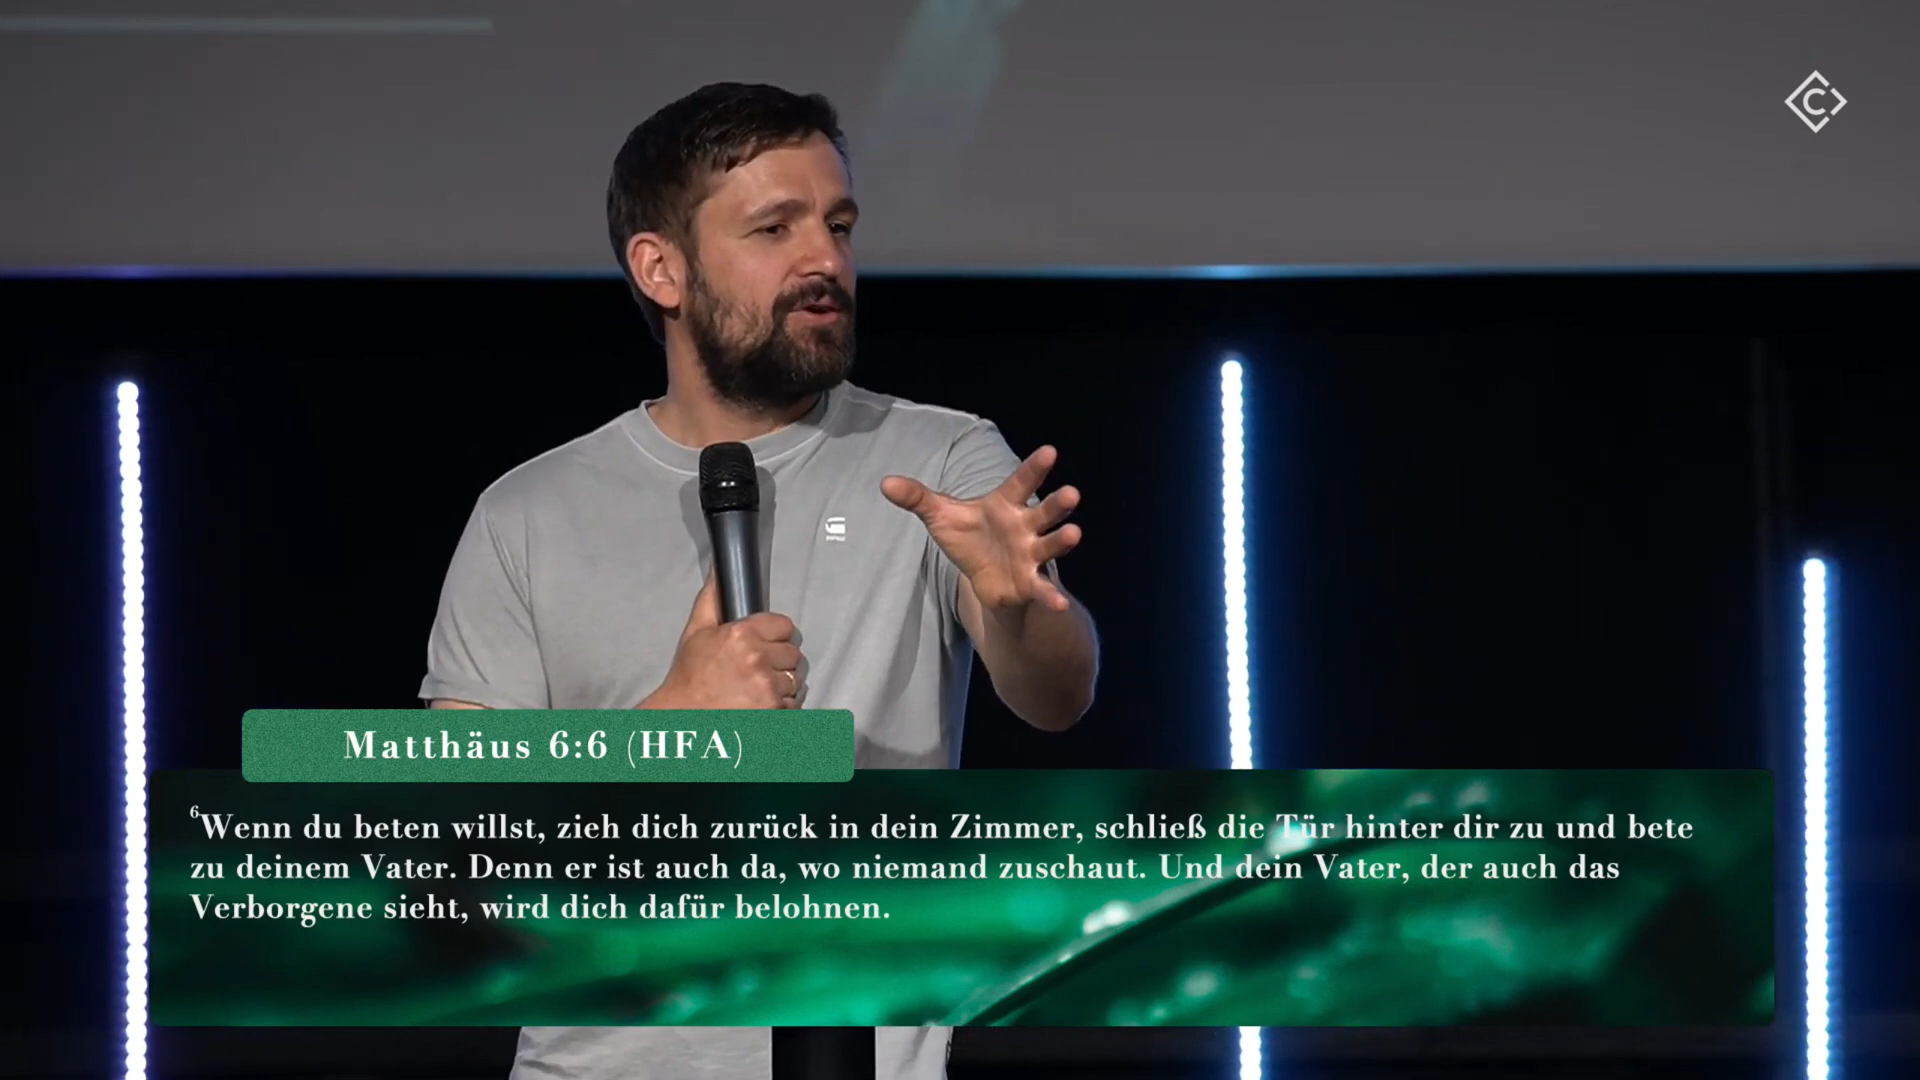 C
Matthäus 6:6 (HFA)
6Wenn du beten willst, zieh dich zurück in dein Zimmer, schließ die Tür hinter dir zu und bete
zu deinem Vater. Denn er ist auch da, wo niemand zuschaut. Und dein Vater, der auch das
Verborgene sieht, wird dich dafür belohnen.